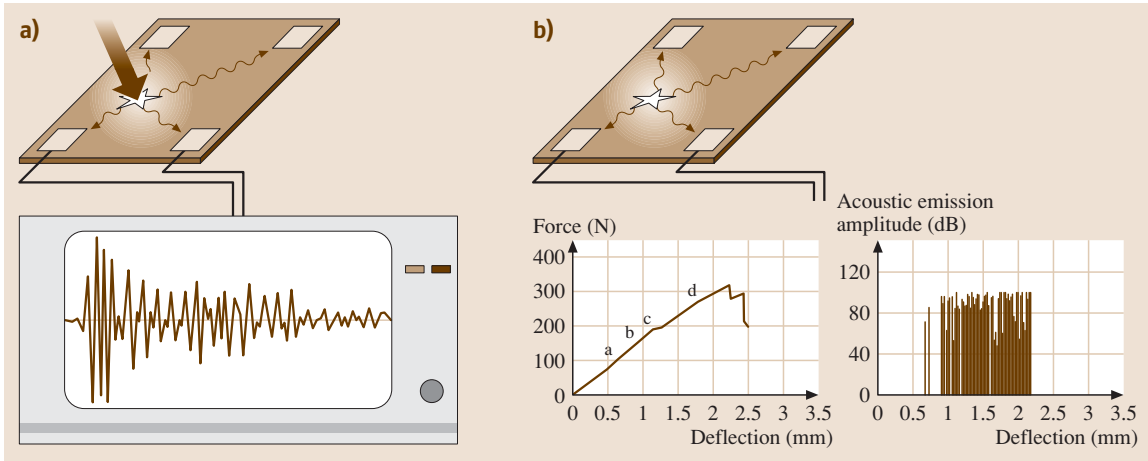 a)
b)
Force (N)
400
300
200
100
0
a
b
c
d
0 0.5 1 1.5 2 2.5 3 3.5
Deflection (mm)
Acoustic emission
amplitude (dB)
120
80
40
0
0 0.5 1 1.5 2 2.5 3 3.5
Deflection (mm)